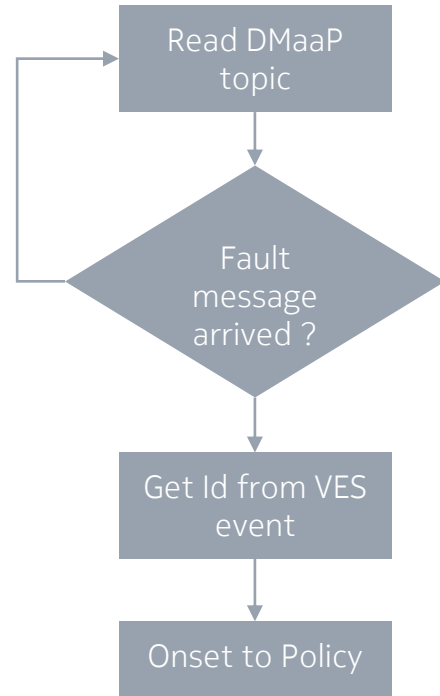 Read DMaaP
topic
Fault
message
arrived ?
Get Id from VES
event
Onset to Policy